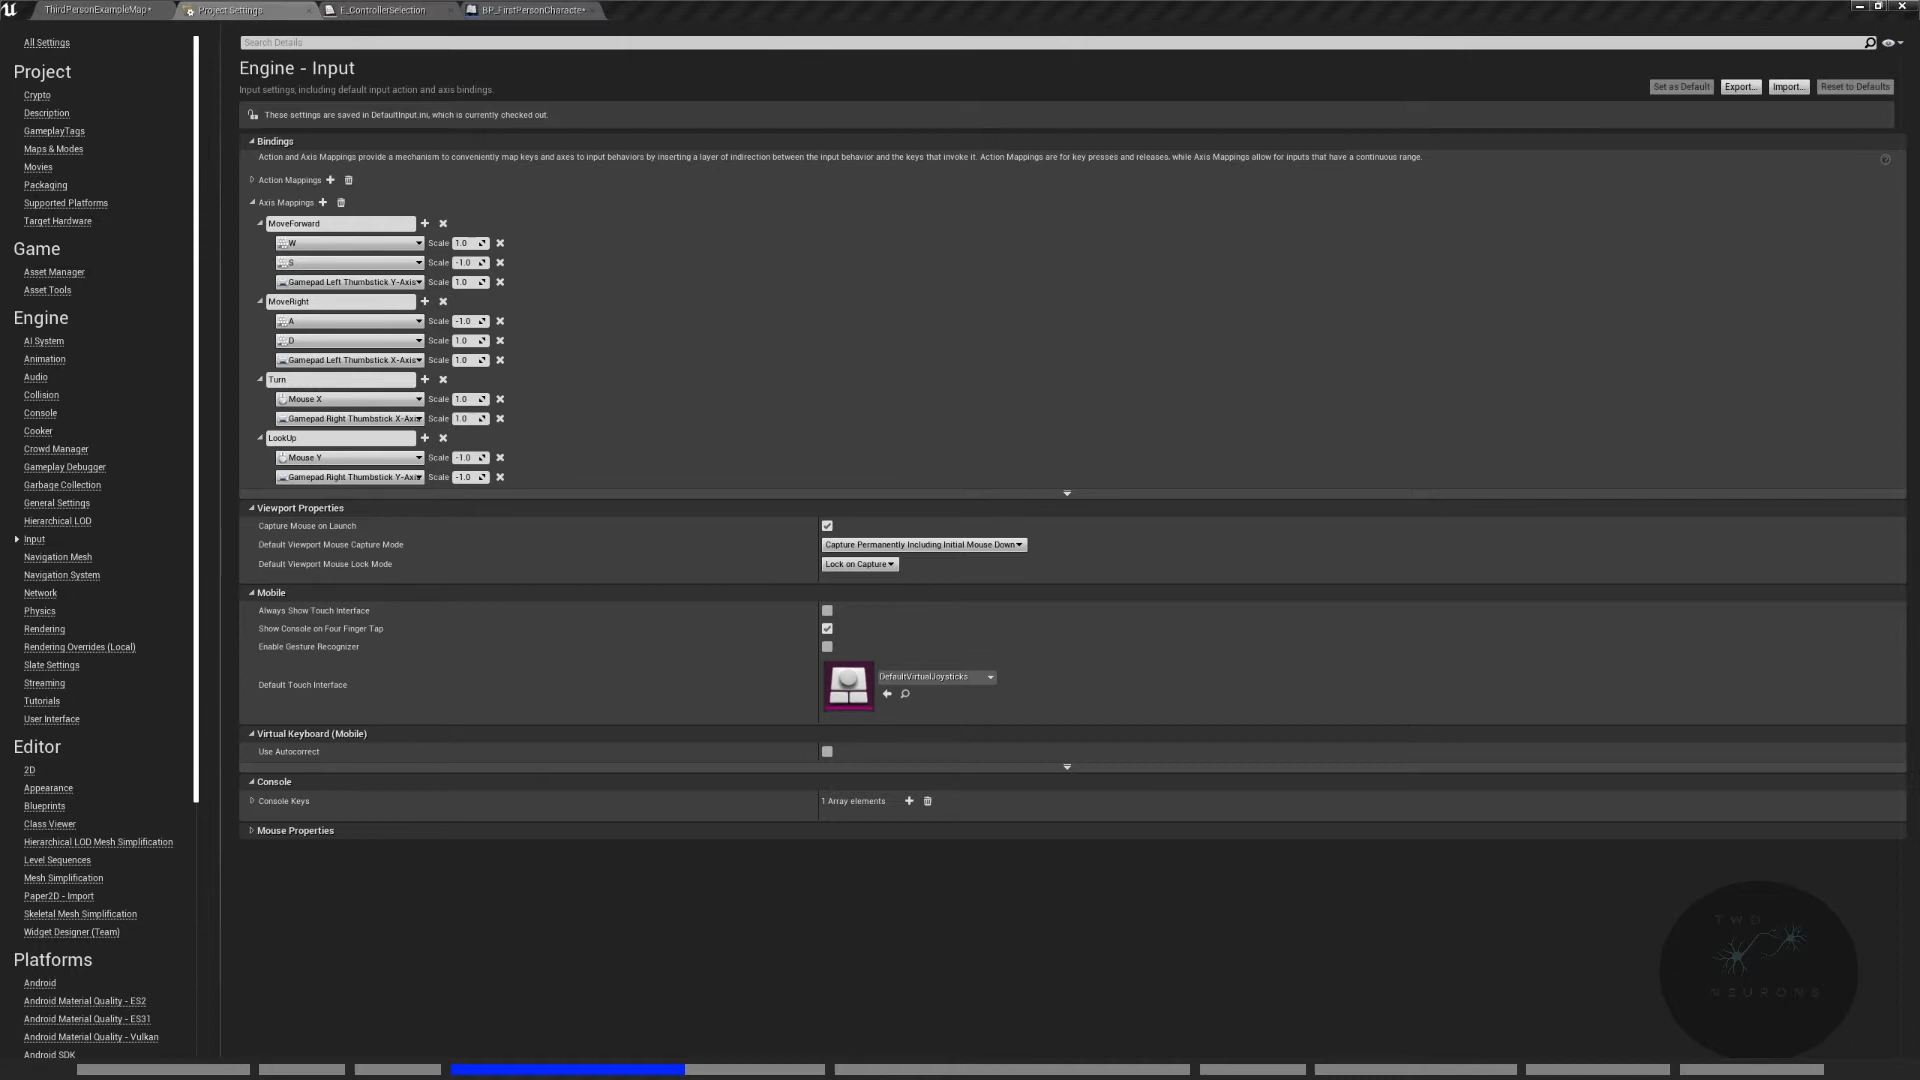 ThirdPersonExampleMap*
Project Settings
E_ControllerSelection
BP_FirstPersonCharacte*
All Settings
Project
Crypto
Description
GameplayTags
Maps & Modes
Movies
Packaging
Supported Platforms
Target Hardware
Game
Asset Manager
Asset Tools
Engine
AI System
Animation
Audio
Collision
Console
Cooker
Crowd Manager
Gameplay Debugger
Garbage Collection
General Settings
Hierarchical LOD
Input
Navigation Mesh
Navigation System
Network
Physics
Rendering
Rendering Overrides (Local)
Slate Settings
Streaming
Tutorials
User Interface
Editor
2D
Appearance
Blueprints
Class Viewer
Hierarchical LOD Mesh Simplification
Level Sequences
Mesh Simplification
Paper2D - Import
Skeletal Mesh Simplification
Widget Designer (Team)
Platforms
Android
Android Material Quality - ES2
Android Material Quality - ES31
Android Material Quality - Vulkan
Android SDK
Search Details
Engine - Input
Input settings, including default input action and axis bindings.
Set as Default
Export...
Import...
Reset to Defaults
These settings are saved in DefaultInput.ini, which is currently checked out.
Bindings
Action and Axis Mappings provide a mechanism to conveniently map keys and axes to input behaviors by inserting a layer of indirection between the input behavior and the keys that invoke it. Action Mappings are for key presses and releases, while Axis Mappings allow for inputs that have a continuous range.
Action Mappings
Axis Mappings
MoveForward
W Scale 1.0
S Scale -1.0
Gamepad Left Thumbstick Y-Axis Scale 1.0
MoveRight
A Scale -1.0
D Scale 1.0
Gamepad Left Thumbstick X-Axis Scale 1.0
Turn
Mouse X Scale 1.0
Gamepad Right Thumbstick X-Axis Scale 1.0
LookUp
Mouse Y Scale -1.0
Gamepad Right Thumbstick Y-Axis Scale -1.0
Viewport Properties
Capture Mouse on Launch
Default Viewport Mouse Capture Mode Capture Permanently Including Initial Mouse Down
Default Viewport Mouse Lock Mode Lock on Capture
Mobile
Always Show Touch Interface
Show Console on Four Finger Tap
Enable Gesture Recognizer
Default Touch Interface DefaultVirtualJoysticks
Virtual Keyboard (Mobile)
Use Autocorrect
Console
Console Keys 1 Array elements
Mouse Properties
TWO
NEURONS